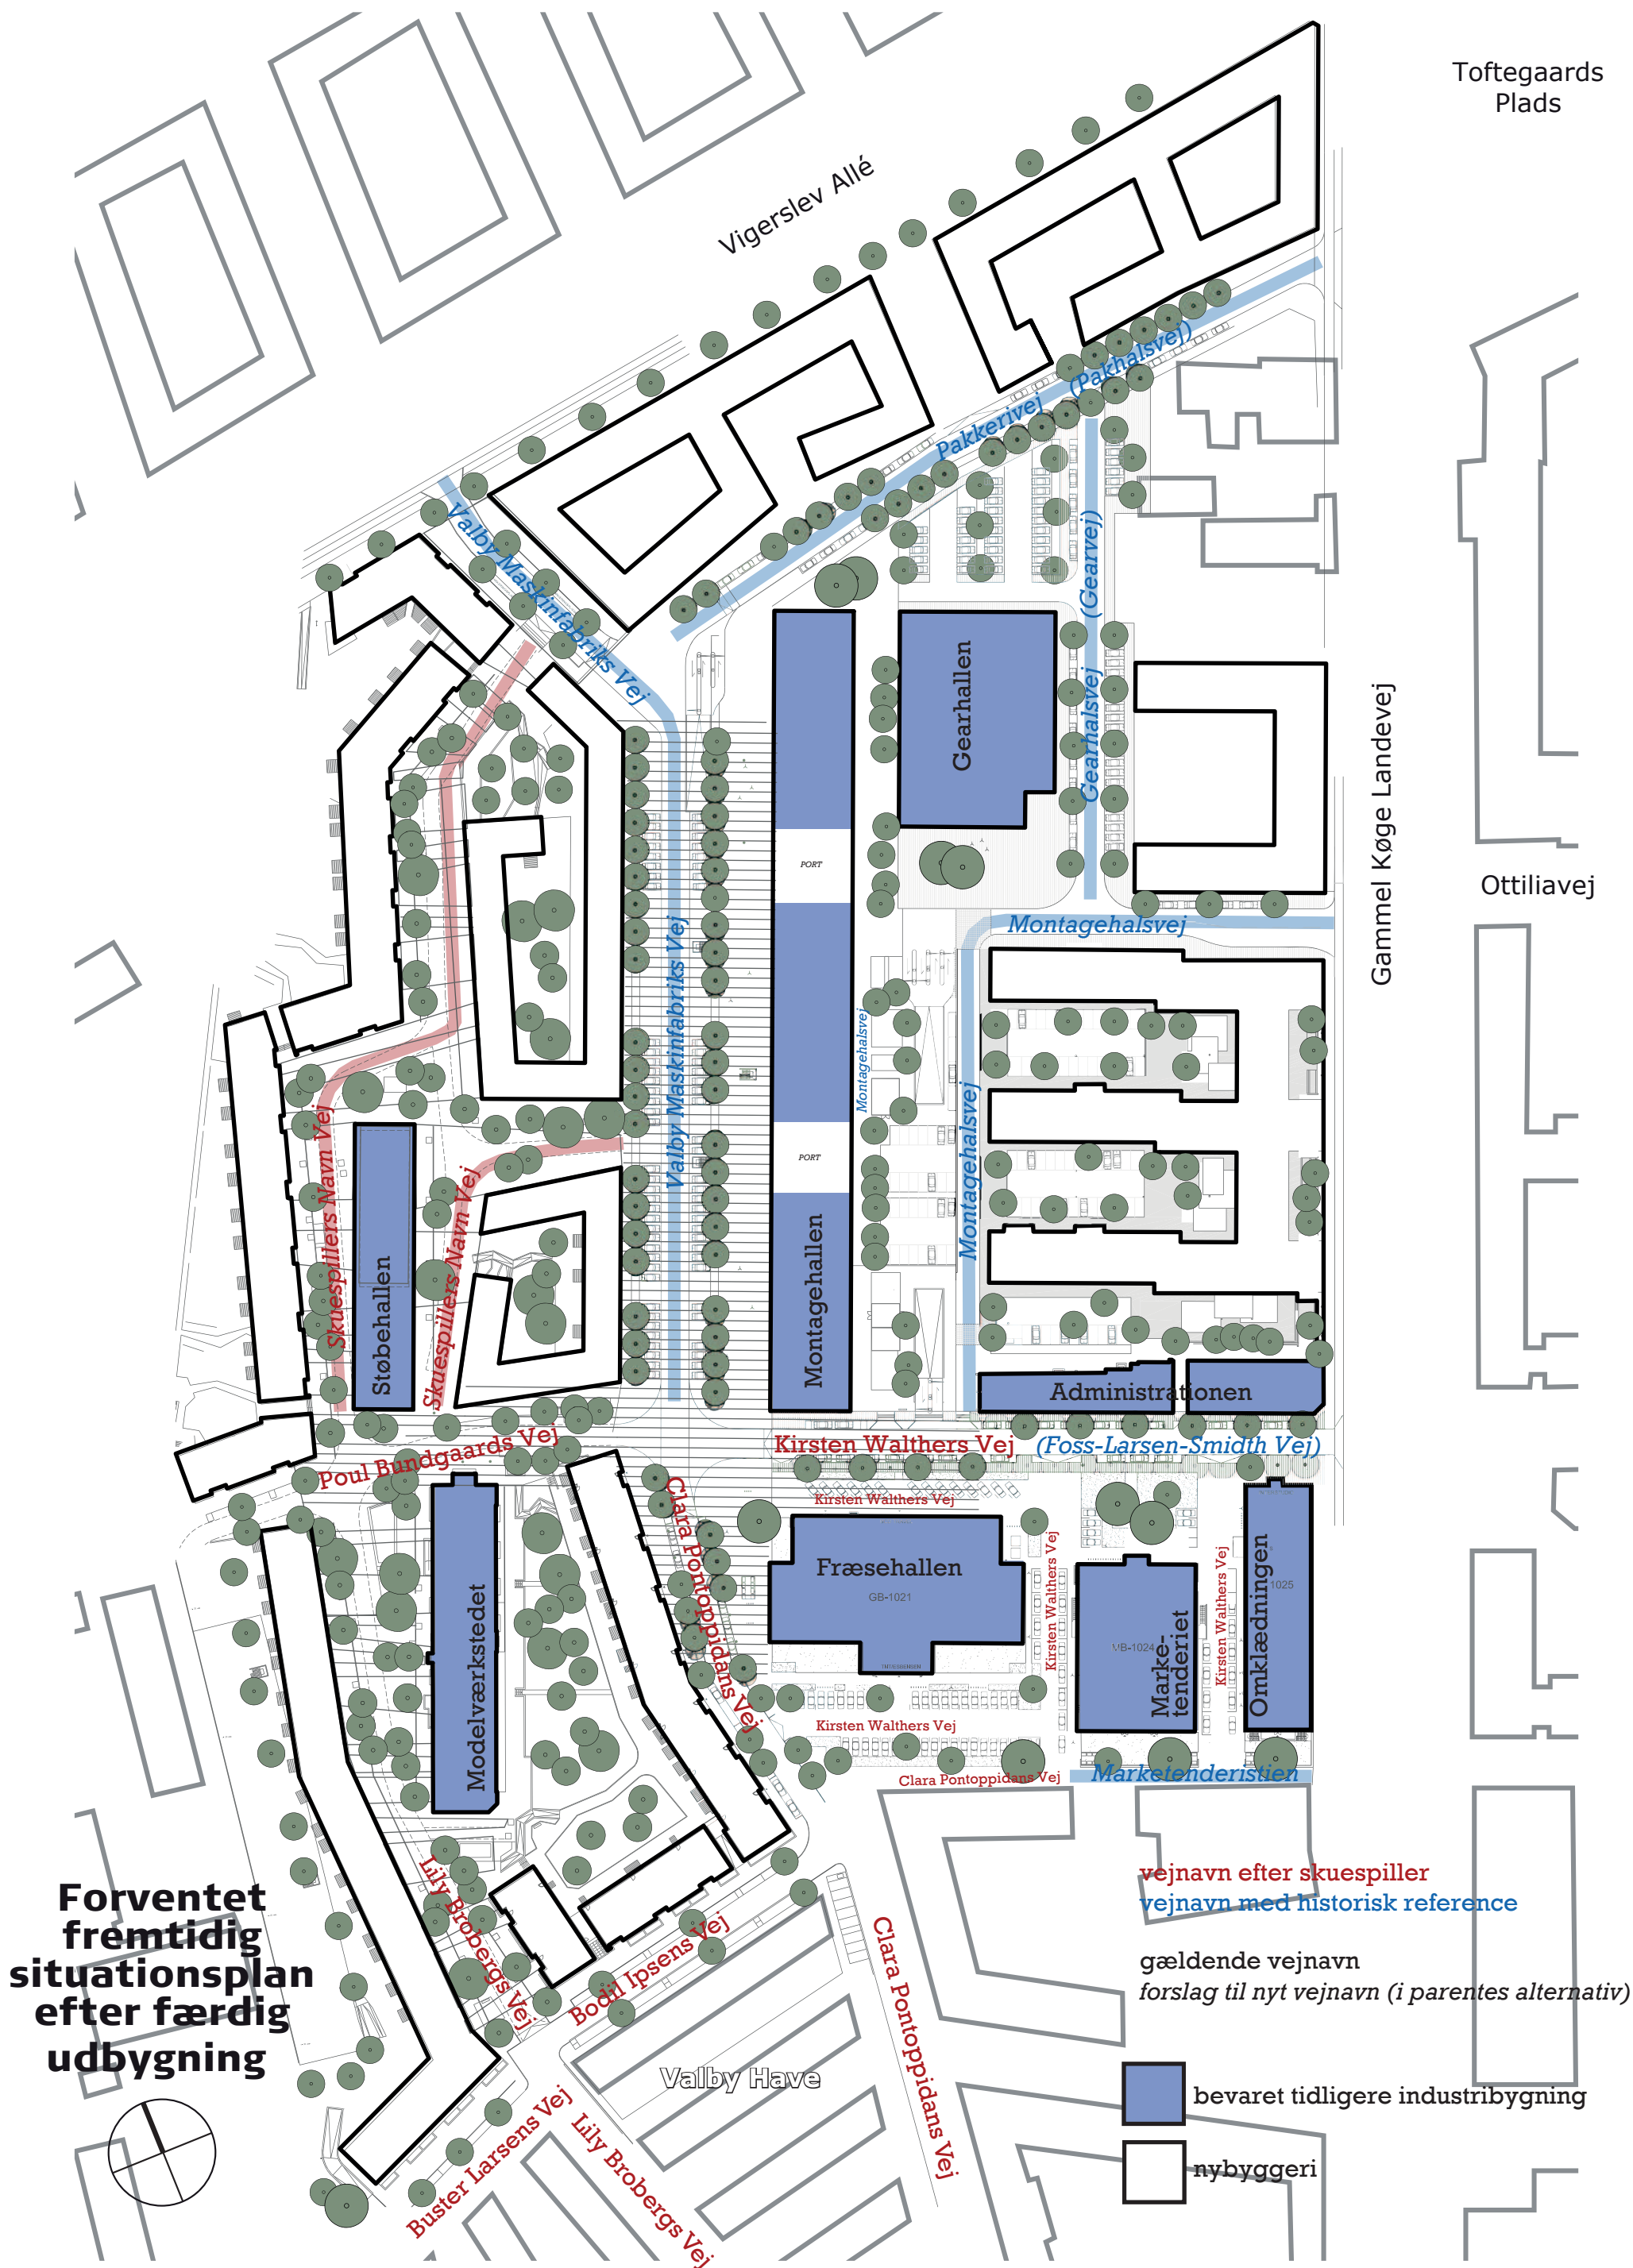 Toftegaards
Plads
Vigerslev Allé
Pakkerivej (Pakhalsvej)
Valby Maskinfabriks Vej
(Gearvej)
Gearhalsvej
Gearhallen
Gammel Køge Landevej
PORT
Ottiliavej
Montagehalsvej
Valby Maskinfabriks Vej
Montagehalsvej
Montagehalsvej
PORT
Skuespillers Navn Vej
Skuespillers Navn Vej
Støbehallen
Montagehallen
Administrationen
Poul Bundgaards Vej
Kirsten Walthers Vej (Foss-Larsen-Smidth Vej)
Kirsten Walthers Vej
Clara Pontoppidans Vej
Fræsehallen
GB-1021
Kirsten Walthers Vej
MB-1024
Marke-
tenderiet
Kirsten Walthers Vej
Omklædningen
1025
Modelværkstedet
Kirsten Walthers Vej
Clara Pontoppidans Vej
Marketenderistien
Lily Brobergs Vej
Bodil Ipsens Vej
Clara Pontoppidans Vej
Valby Have
Buster Larsens Vej
Lily Brobergs Vej
Forventet
fremtidig
situationsplan
efter færdig
udbygning
vejnavn efter skuespiller
vejnavn med historisk reference
gældende vejnavn
forslag til nyt vejnavn (i parentes alternativ)
bevaret tidligere industribygning
nybyggeri